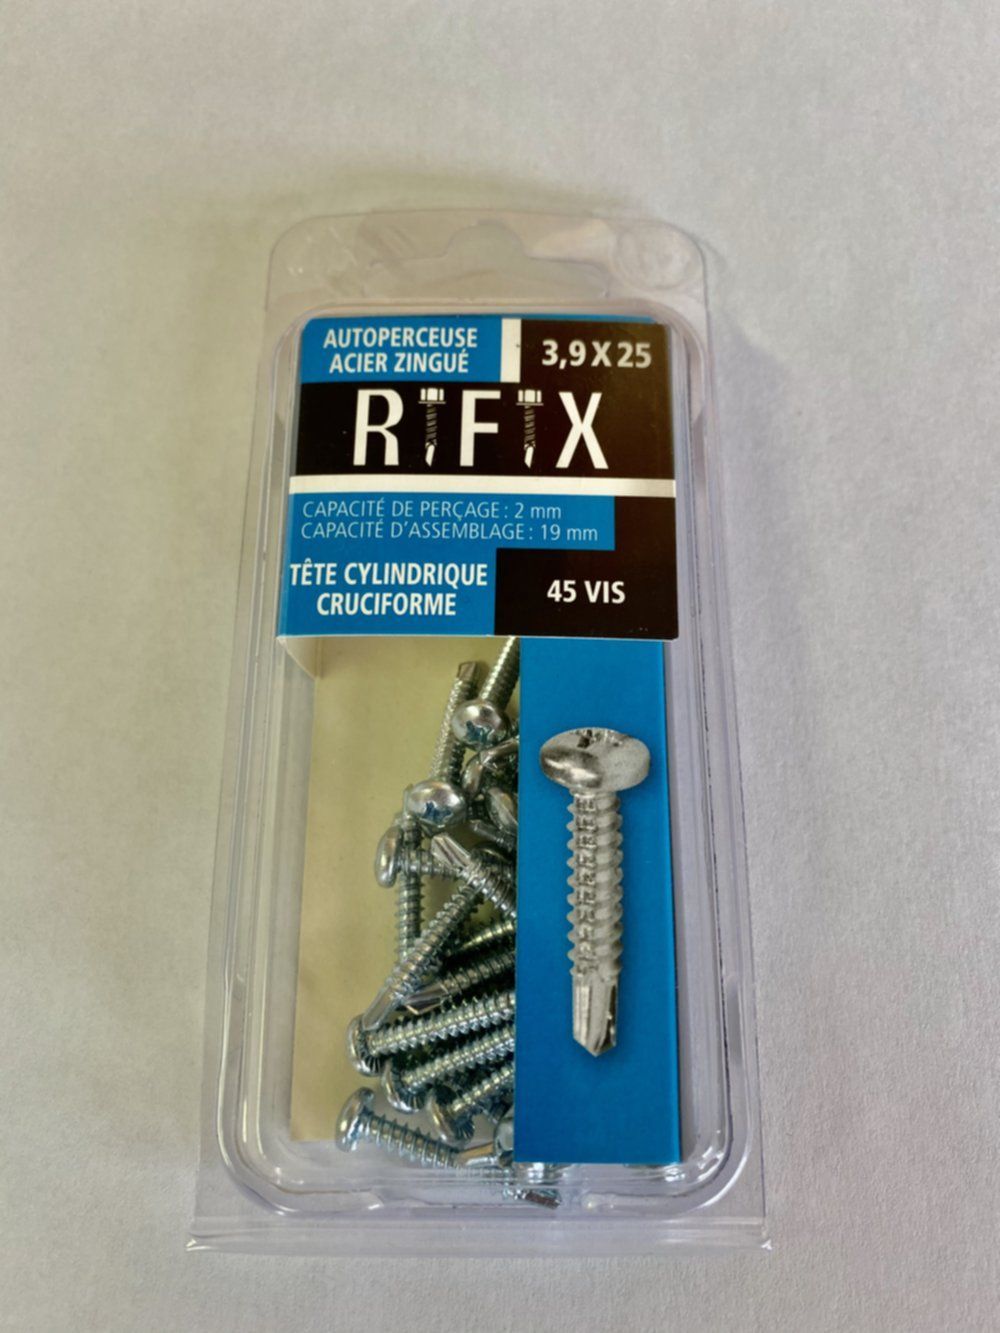 AUTOPERCEUSE
ACIER ZINGUÉ
3,9 X 25
RIFIX
CAPACITÉ DE PERÇAGE : 2 mm
CAPACITÉ D'ASSEMBLAGE : 19 mm
TÊTE CYLINDRIQUE
CRUCIFORME
45 VIS